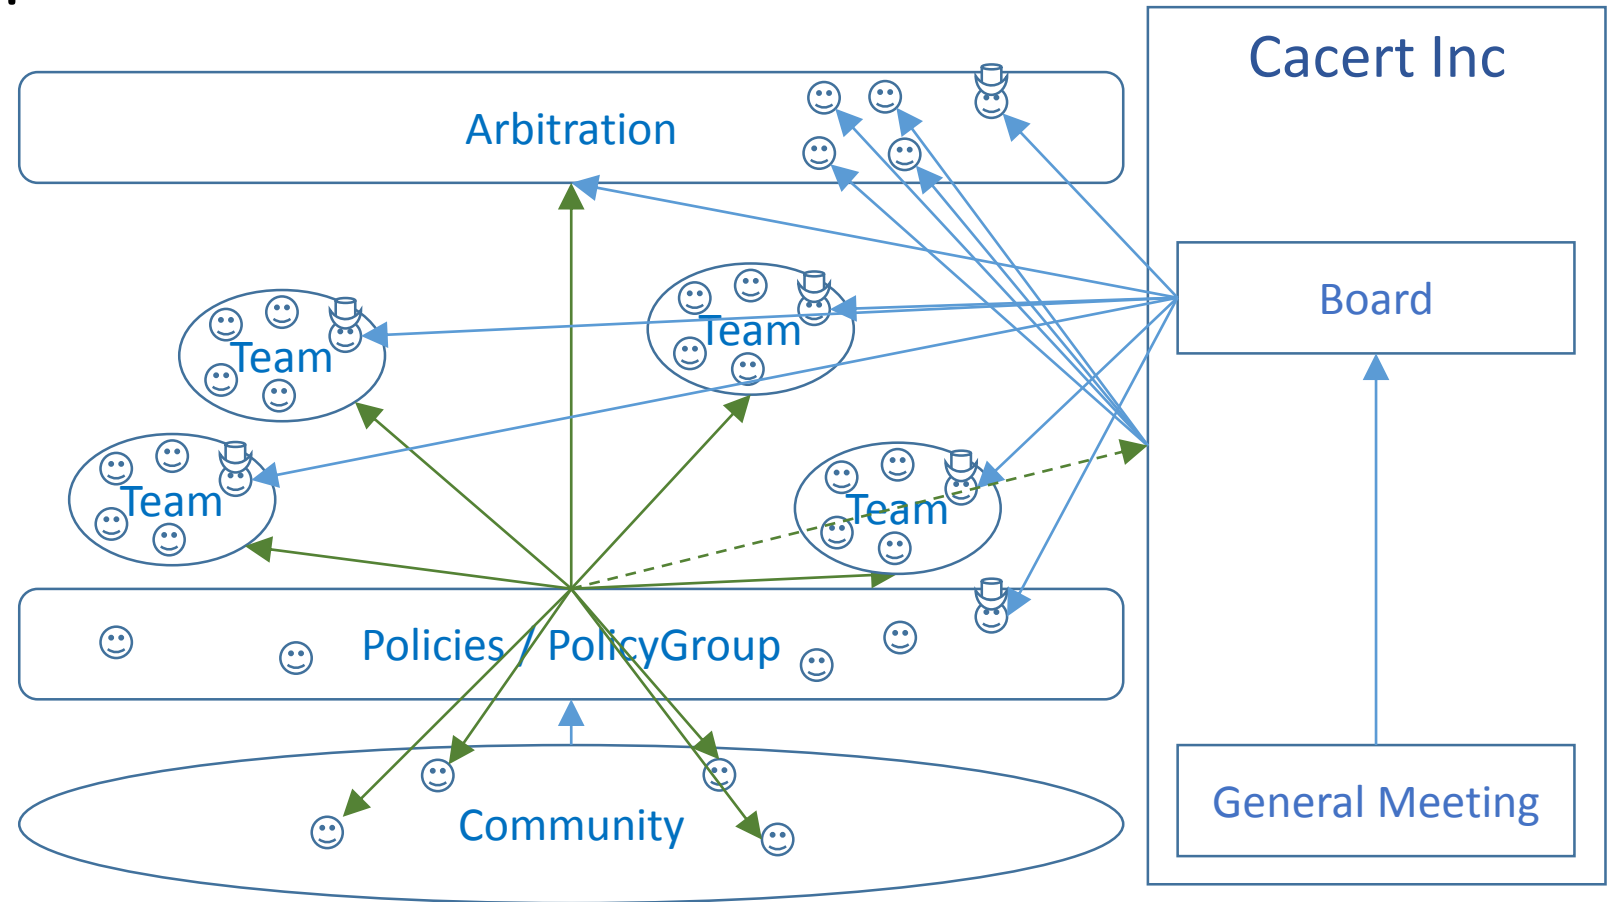 Cacert Inc
Arbitration
Board
Team
Team
Team
Team
Policies / PolicyGroup
General Meeting
Community